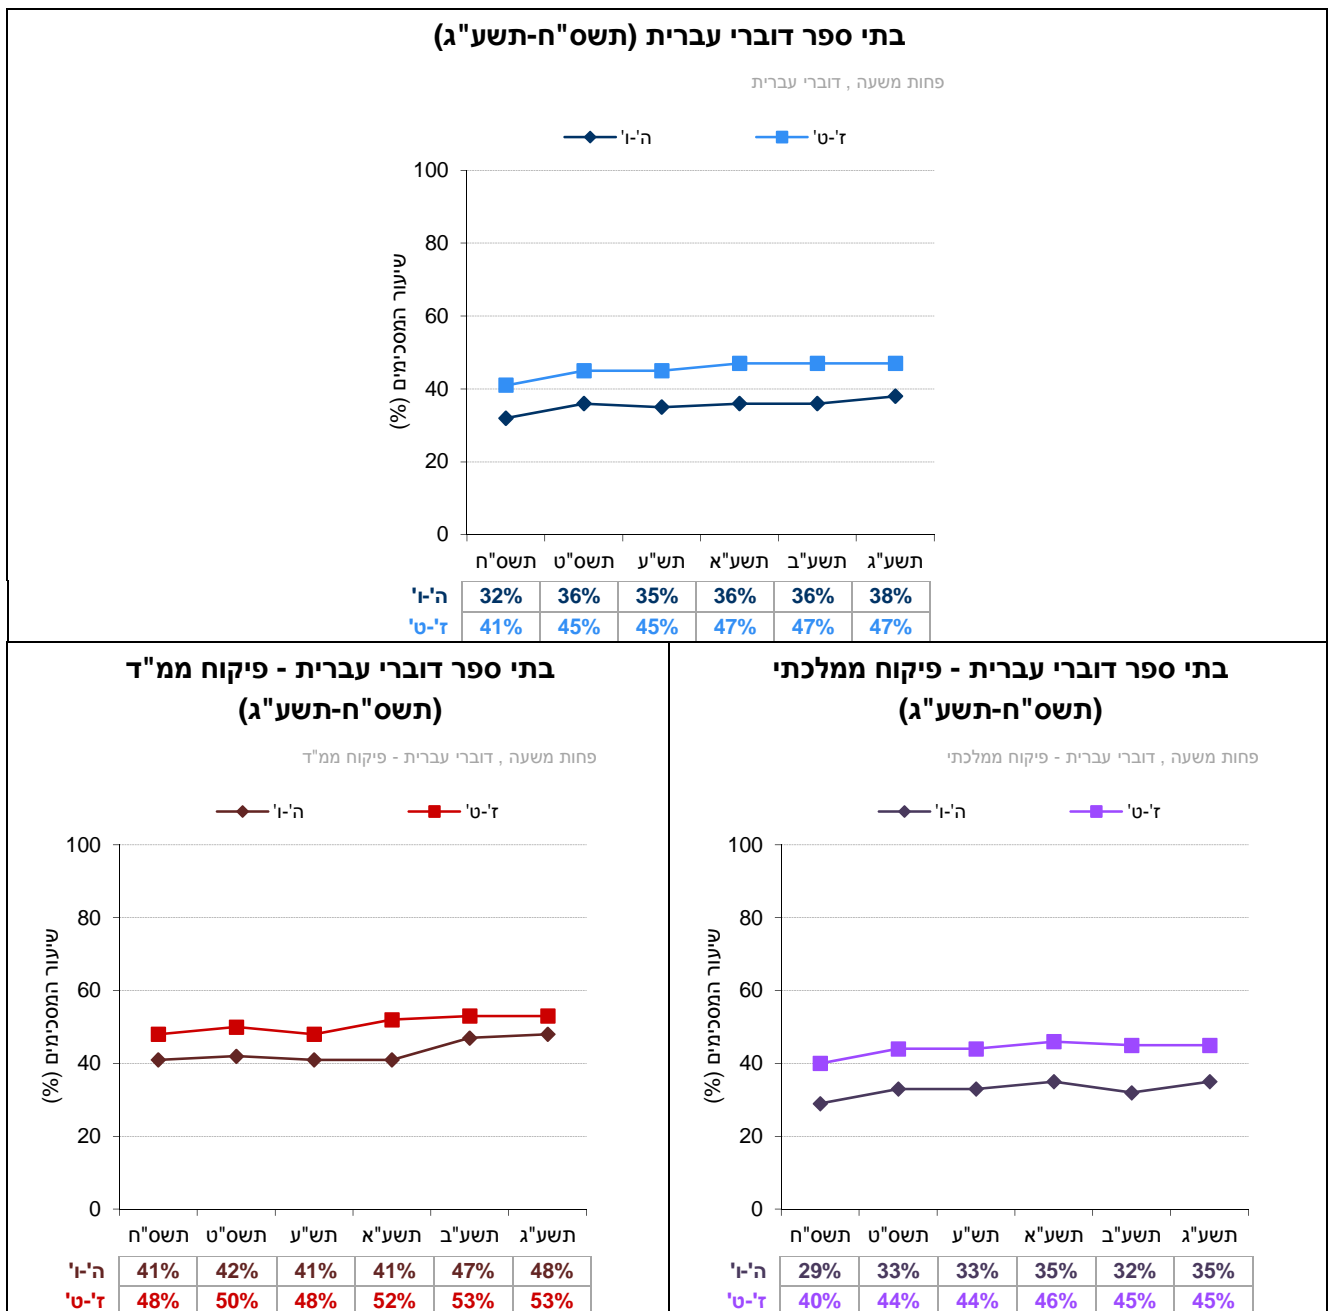 בתי ספר דוברי עברית (תשס"ח-תשע"ג)
פחות משעה , דוברי עברית
ה'-ו' ז'-ט'
שיעור המסכימים (%)
100
80
60
40
20
0
תשס"ח תשס"ט תש"ע תשע"א תשע"ב תשע"ג
ה'-ו' 32% 36% 35% 36% 36% 38%
ז'-ט' 41% 45% 45% 47% 47% 47%
בתי ספר דוברי עברית - פיקוח ממלכתי
(תשס"ח-תשע"ג)
פחות משעה , דוברי עברית - פיקוח ממלכתי
ה'-ו' ז'-ט'
שיעור המסכימים (%)
100
80
60
40
20
0
תשס"ח תשס"ט תש"ע תשע"א תשע"ב תשע"ג
ה'-ו' 29% 33% 33% 35% 32% 35%
ז'-ט' 40% 44% 44% 46% 45% 45%
בתי ספר דוברי עברית - פיקוח ממ"ד
(תשס"ח-תשע"ג)
פחות משעה , דוברי עברית - פיקוח ממ"ד
ה'-ו' ז'-ט'
שיעור המסכימים (%)
100
80
60
40
20
0
תשס"ח תשס"ט תש"ע תשע"א תשע"ב תשע"ג
ה'-ו' 41% 42% 41% 41% 47% 48%
ז'-ט' 48% 50% 48% 52% 53% 53%